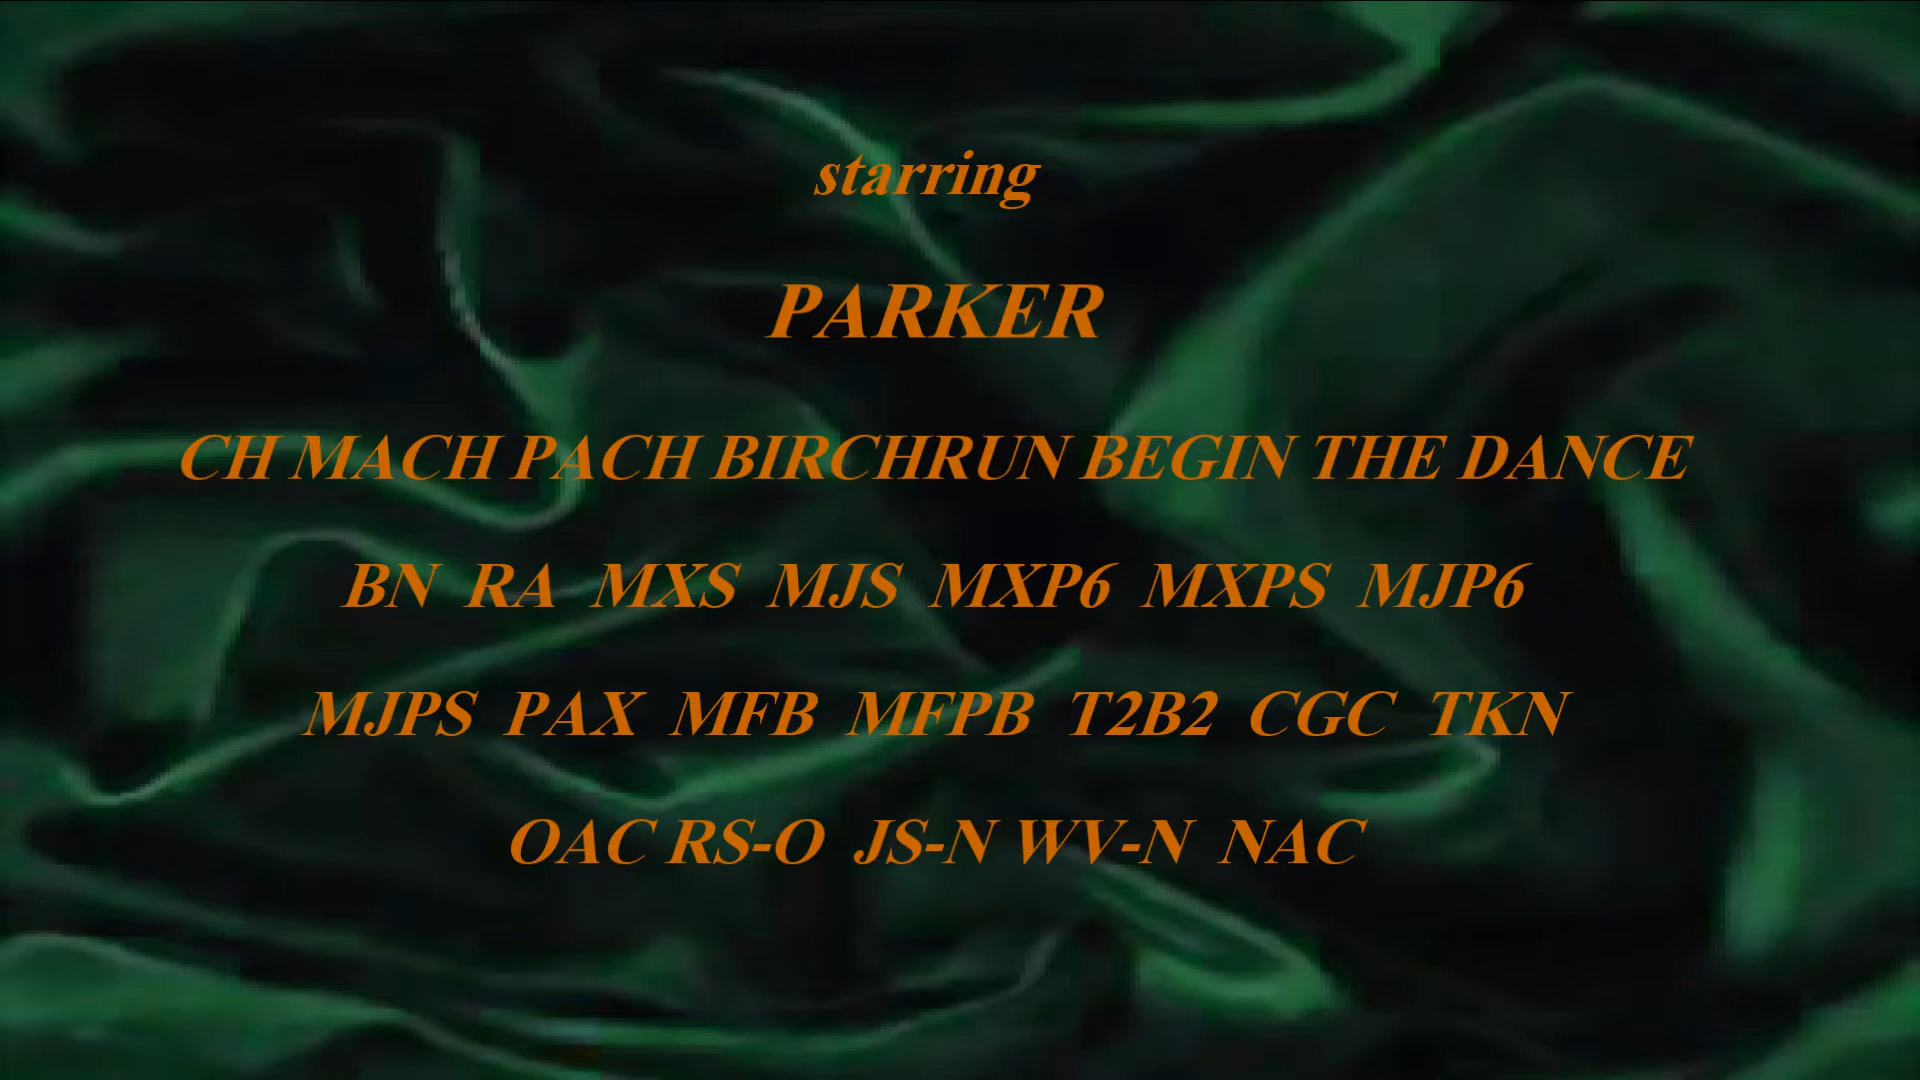 starring
PARKER
CH MACH PACH BIRCHRUN BEGIN THE DANCE
BN RA MXS MJS MXP6 MXPS MJP6
MJPS PAX MFB MFPB T2B2 CGC TKN
OAC RS-O JS-N WV-N NAC